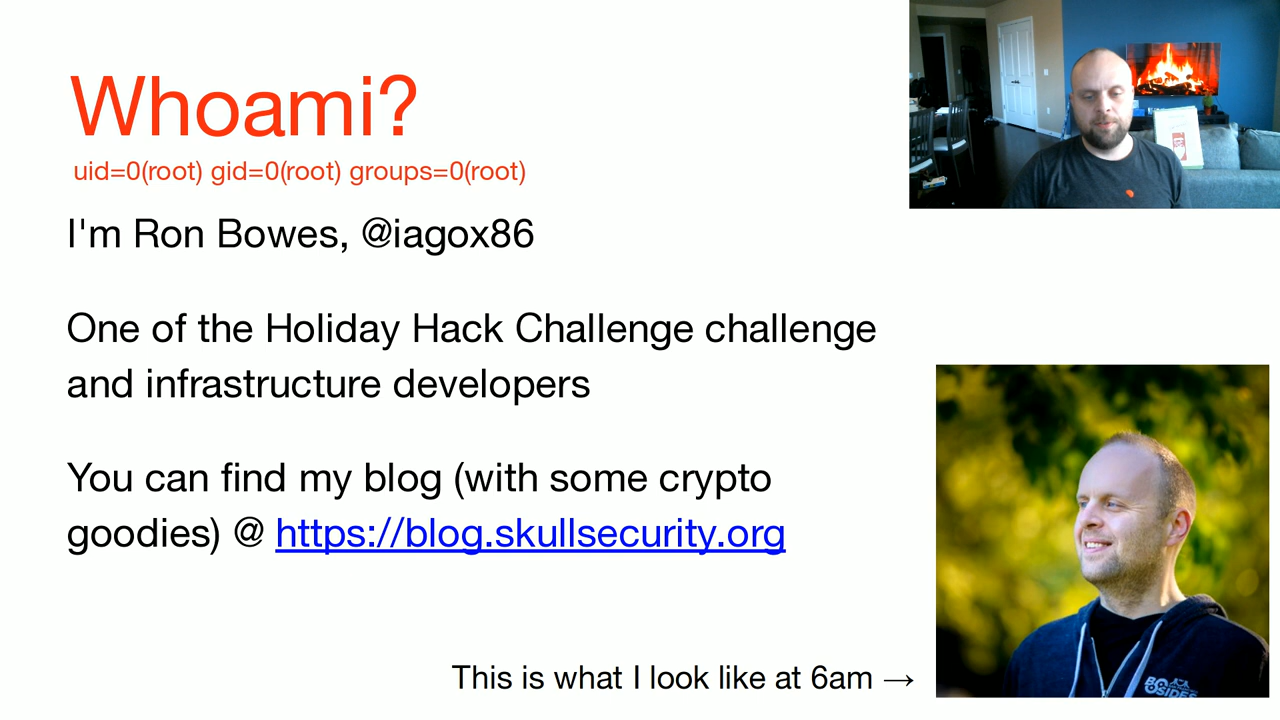 Whoami?
uid=0(root) gid=0(root) groups=0(root)
I'm Ron Bowes, @iagox86
One of the Holiday Hack Challenge challenge
and infrastructure developers
You can find my blog (with some crypto
goodies) @ https://blog.skullsecurity.org
This is what I look like at 6am →
BSIDES